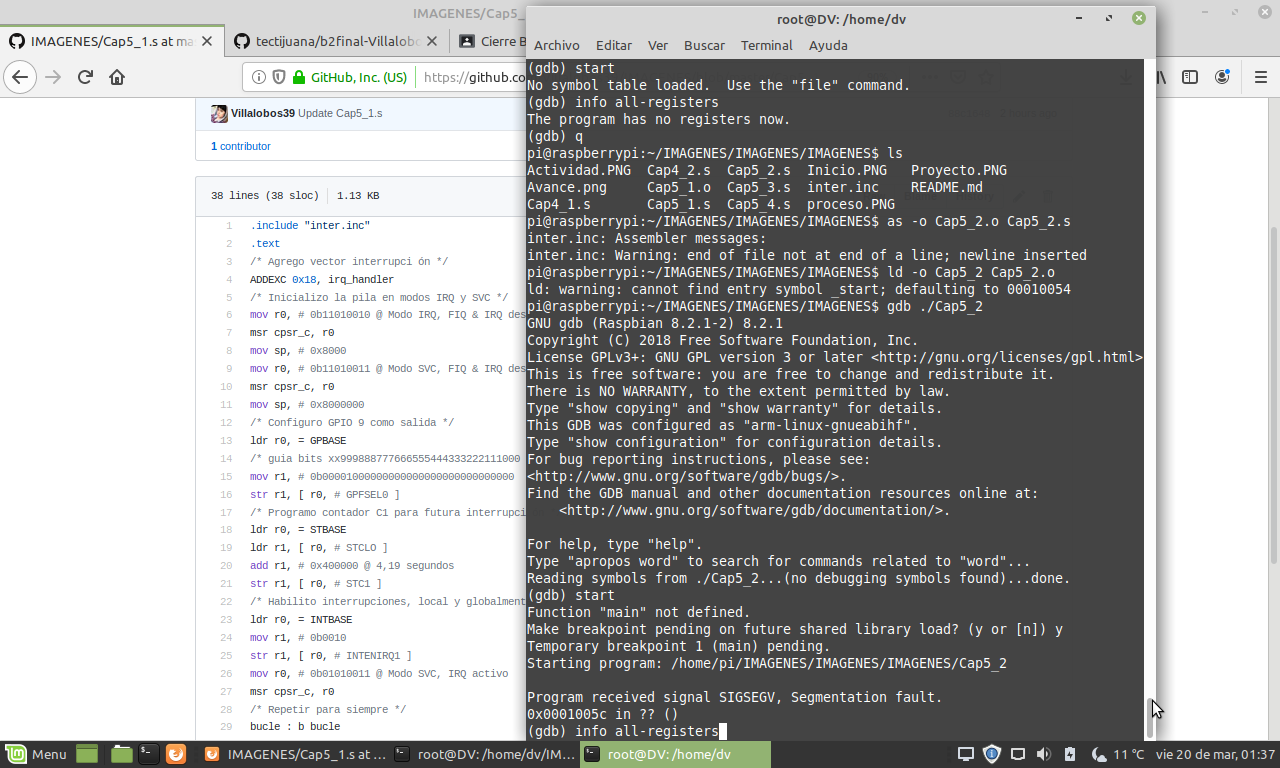 IMAGENES/Cap5_
root@DV: /home/dv
IMAGENES/Cap5_1.s at ma
tectijuana/b2final-Villalobo
Cierre B
GitHub, Inc. (US)
https://github.co
Villalobos39 Update Cap5_1.s
1 contributor
38 lines (38 sloc) 1.13 KB
1 .include "inter.inc"
2 .text
3 /* Agrego vector interrupci ón */
4 ADDEXC 0x18, irq_handler
5 /* Inicializo la pila en modos IRQ y SVC */
6 mov r0, # 0b11010010 @ Modo IRQ, FIQ & IRQ des
7 msr cpsr_c, r0
8 mov sp, # 0x8000
9 mov r0, # 0b11010011 @ Modo SVC, FIQ & IRQ des
10 msr cpsr_c, r0
11 mov sp, # 0x8000000
12 /* Configuro GPIO 9 como salida */
13 ldr r0, = GPBASE
14 /* guia bits xx999888777666555444333222111000
15 mov r1, # 0b00001000000000000000000000000000
16 str r1, [ r0, # GPFSEL0 ]
17 /* Programo contador C1 para futura interrupci
18 ldr r0, = STBASE
19 ldr r1, [ r0, # STCLO ]
20 add r1, # 0x400000 @ 4,19 segundos
21 str r1, [ r0, # STC1 ]
22 /* Habilito interrupciones, local y globalment
23 ldr r0, = INTBASE
24 mov r1, # 0b0010
25 str r1, [ r0, # INTENIRQ1 ]
26 mov r0, # 0b01010011 @ Modo SVC, IRQ activo
27 msr cpsr_c, r0
28 /* Repetir para siempre */
29 bucle : b bucle
Archivo Editar Ver Buscar Terminal Ayuda
(gdb) start
No symbol table loaded.  Use the "file" command.
(gdb) info all-registers
The program has no registers now.
(gdb) q
pi@raspberrypi:~/IMAGENES/IMAGENES/IMAGENES$ ls
Actividad.PNG  Cap4_2.s  Cap5_2.s  Inicio.PNG   Proyecto.PNG
Avance.png     Cap5_1.o  Cap5_3.s  inter.inc    README.md
Cap4_1.s       Cap5_1.s  Cap5_4.s  proceso.PNG
pi@raspberrypi:~/IMAGENES/IMAGENES/IMAGENES$ as -o Cap5_2.o Cap5_2.s
inter.inc: Assembler messages:
inter.inc: Warning: end of file not at end of a line; newline inserted
pi@raspberrypi:~/IMAGENES/IMAGENES/IMAGENES$ ld -o Cap5_2 Cap5_2.o
ld: warning: cannot find entry symbol _start; defaulting to 00010054
pi@raspberrypi:~/IMAGENES/IMAGENES/IMAGENES$ gdb ./Cap5_2
GNU gdb (Raspbian 8.2.1-2) 8.2.1
Copyright (C) 2018 Free Software Foundation, Inc.
License GPLv3+: GNU GPL version 3 or later <http://gnu.org/licenses/gpl.html>
This is free software: you are free to change and redistribute it.
There is NO WARRANTY, to the extent permitted by law.
Type "show copying" and "show warranty" for details.
This GDB was configured as "arm-linux-gnueabihf".
Type "show configuration" for configuration details.
For bug reporting instructions, please see:
<http://www.gnu.org/software/gdb/bugs/>.
Find the GDB manual and other documentation resources online at:
    <http://www.gnu.org/software/gdb/documentation/>.
For help, type "help".
Type "apropos word" to search for commands related to "word"...
Reading symbols from ./Cap5_2...(no debugging symbols found)...done.
(gdb) start
Function "main" not defined.
Make breakpoint pending on future shared library load? (y or [n]) y
Temporary breakpoint 1 (main) pending.
Starting program: /home/pi/IMAGENES/IMAGENES/IMAGENES/Cap5_2
Program received signal SIGSEGV, Segmentation fault.
0x0001005c in ?? ()
(gdb) info all-registers
Menu
IMAGENES/Cap5_1.s at ...
root@DV: /home/dv/IM...
root@DV: /home/dv
11 °C vie 20 de mar, 01:37